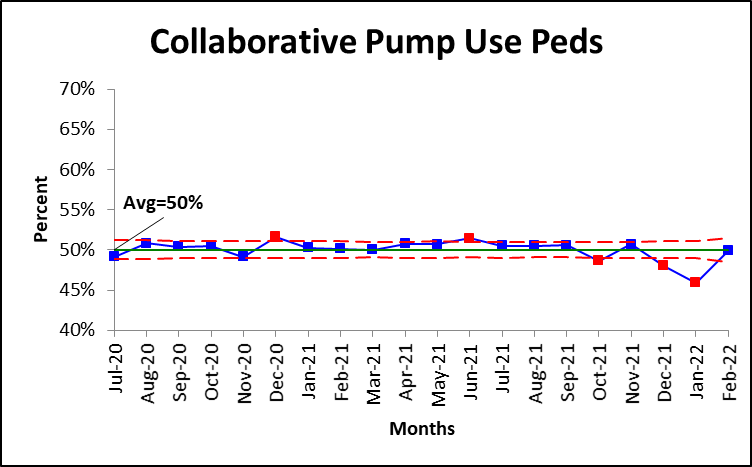 Collaborative Pump Use Peds
70%
65%
60%
55%
50%
45%
40%
Percent
Avg=50%
Jul-20
Aug-20
Sep-20
Oct-20
Nov-20
Dec-20
Jan-21
Feb-21
Mar-21
Apr-21
May-21
Jun-21
Jul-21
Aug-21
Sep-21
Oct-21
Nov-21
Dec-21
Jan-22
Feb-22
Months